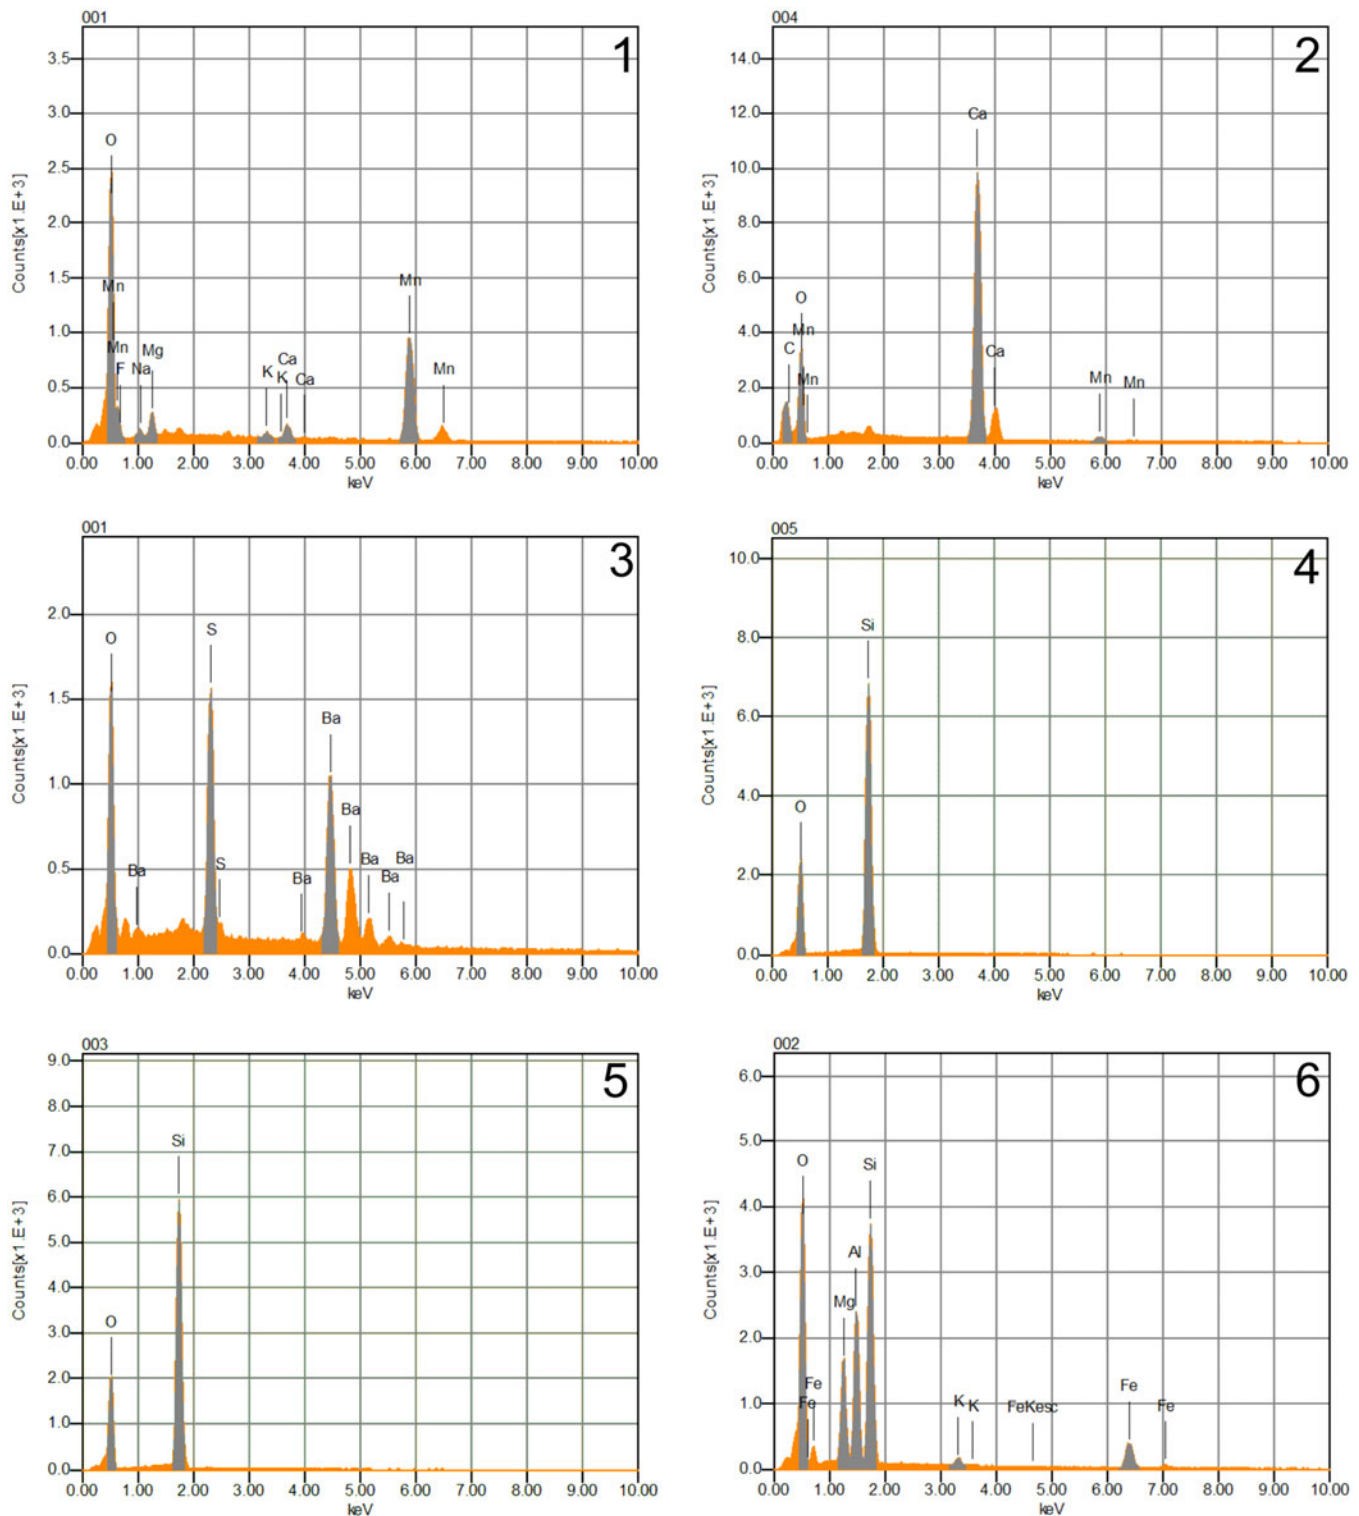 001
1
3.5
3.0
2.5
2.0
1.5
1.0
0.5
0.0
Counts[x1.E+3]
O
Mn
Mn
F
Na
Mg
K
K
Ca
Ca
Mn
Mn
0.00 1.00 2.00 3.00 4.00 5.00 6.00 7.00 8.00 9.00 10.00
keV
004
2
14.0
12.0
10.0
8.0
6.0
4.0
2.0
0.0
Counts[x1.E+3]
C
O
Mn
Mn
Ca
Ca
Mn
Mn
0.00 1.00 2.00 3.00 4.00 5.00 6.00 7.00 8.00 9.00 10.00
keV
001
3
2.0
1.5
1.0
0.5
0.0
Counts[x1.E+3]
O
Ba
S
S
Ba
Ba
Ba
Ba
Ba
Ba
0.00 1.00 2.00 3.00 4.00 5.00 6.00 7.00 8.00 9.00 10.00
keV
005
4
10.0
8.0
6.0
4.0
2.0
0.0
Counts[x1.E+3]
O
Si
0.00 1.00 2.00 3.00 4.00 5.00 6.00 7.00 8.00 9.00 10.00
keV
003
5
9.0
8.0
7.0
6.0
5.0
4.0
3.0
2.0
1.0
0.0
Counts[x1.E+3]
O
Si
0.00 1.00 2.00 3.00 4.00 5.00 6.00 7.00 8.00 9.00 10.00
keV
002
6
6.0
5.0
4.0
3.0
2.0
1.0
0.0
Counts[x1.E+3]
O
Fe
Fe
Mg
Al
Si
K
K
FeKesc
Fe
Fe
0.00 1.00 2.00 3.00 4.00 5.00 6.00 7.00 8.00 9.00 10.00
keV